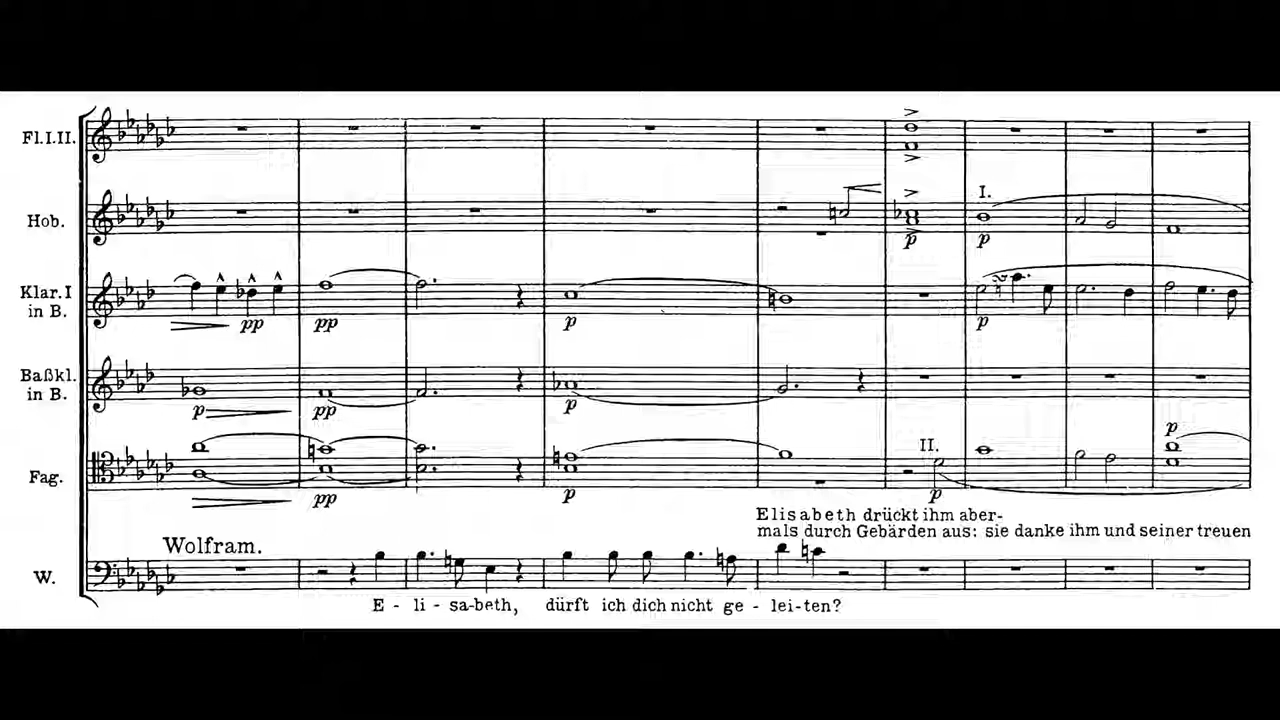 Fl.I.II.
Hob.
I.
p
p
Klar.I
in B.
pp
pp
p
p
Baßkl.
in B.
p
pp
p
Fag.
II.
p
pp
p
p
Elisabeth drückt ihm aber-
mals durch Gebärden aus: sie danke ihm und seiner treuen
Wolfram.
W.
E - li - sa-beth, dürft ich dich nicht ge - lei-ten?